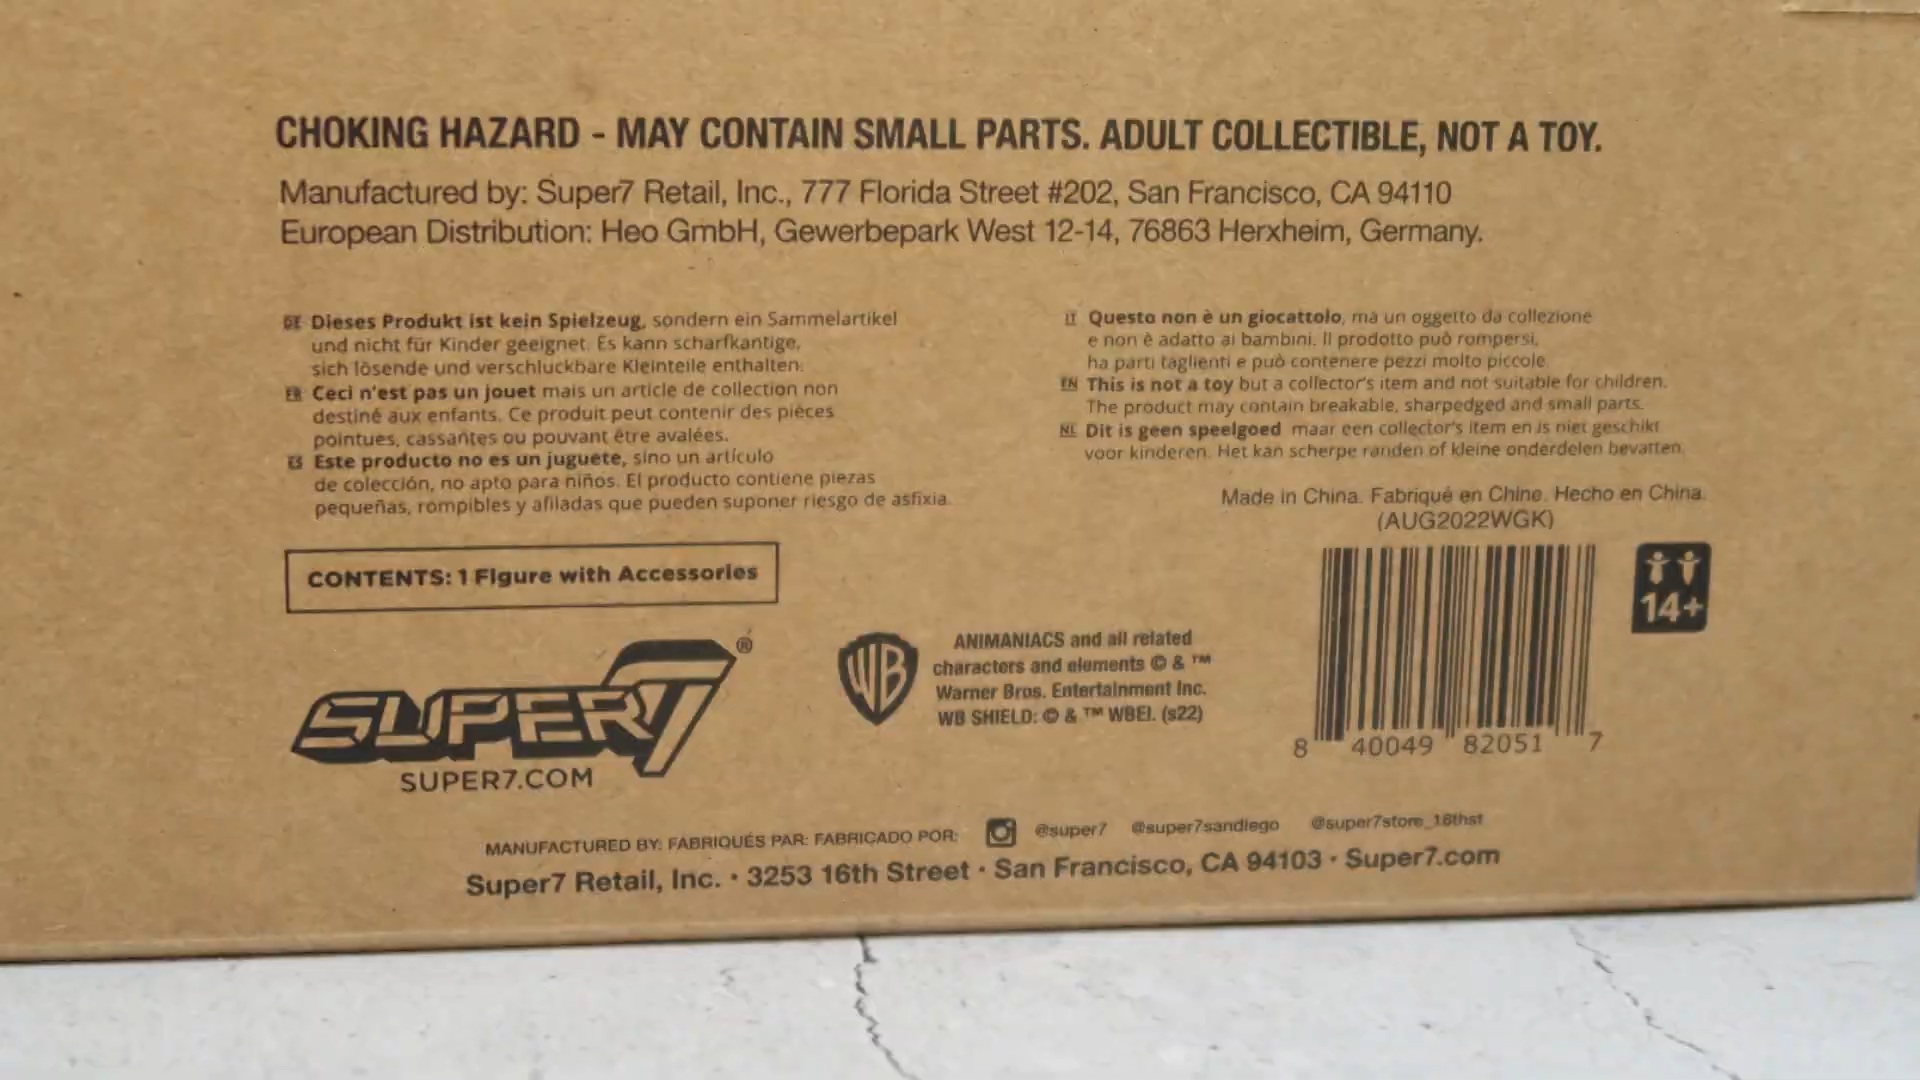 CHOKING HAZARD - MAY CONTAIN SMALL PARTS. ADULT COLLECTIBLE, NOT A TOY.
Manufactured by: Super7 Retail, Inc., 777 Florida Street #202, San Francisco, CA 94110
European Distribution: Heo GmbH, Gewerbepark West 12-14, 76863 Herxheim, Germany.
DE Dieses Produkt ist kein Spielzeug, sondern ein Sammelartikel
und nicht für Kinder geeignet. Es kann scharfkantige,
sich lösende und verschluckbare Kleinteile enthalten.
FR Ceci n'est pas un jouet mais un article de collection non
destiné aux enfants. Ce produit peut contenir des pièces
pointues, cassantes ou pouvant être avalées.
ES Este producto no es un juguete, sino un artículo
de colección, no apto para niños. El producto contiene piezas
pequeñas, rompibles y afiladas que pueden suponer riesgo de asfixia.
IT Questo non è un giocattolo, ma un oggetto da collezione
e non è adatto ai bambini. Il prodotto può rompersi,
ha parti taglienti e può contenere pezzi molto piccole.
EN This is not a toy but a collector's item and not suitable for children.
The product may contain breakable, sharpedged and small parts.
NL Dit is geen speelgoed maar een collector's item en is niet geschikt
voor kinderen. Het kan scherpe randen of kleine onderdelen bevatten.
Made in China. Fabriqué en Chine. Hecho en China.
(AUG2022WGK)
14+
8 40049 82051 7
CONTENTS: 1 Figure with Accessories
SUPER7®
SUPER7.COM
WB
ANIMANIACS and all related
characters and elements © & ™
Warner Bros. Entertainment Inc.
WB SHIELD: © & ™ WBEI. (s22)
MANUFACTURED BY: FABRIQUÉS PAR: FABRICADO POR: @super7 @super7sandiego @super7store_16thst
Super7 Retail, Inc. • 3253 16th Street • San Francisco, CA 94103 • Super7.com